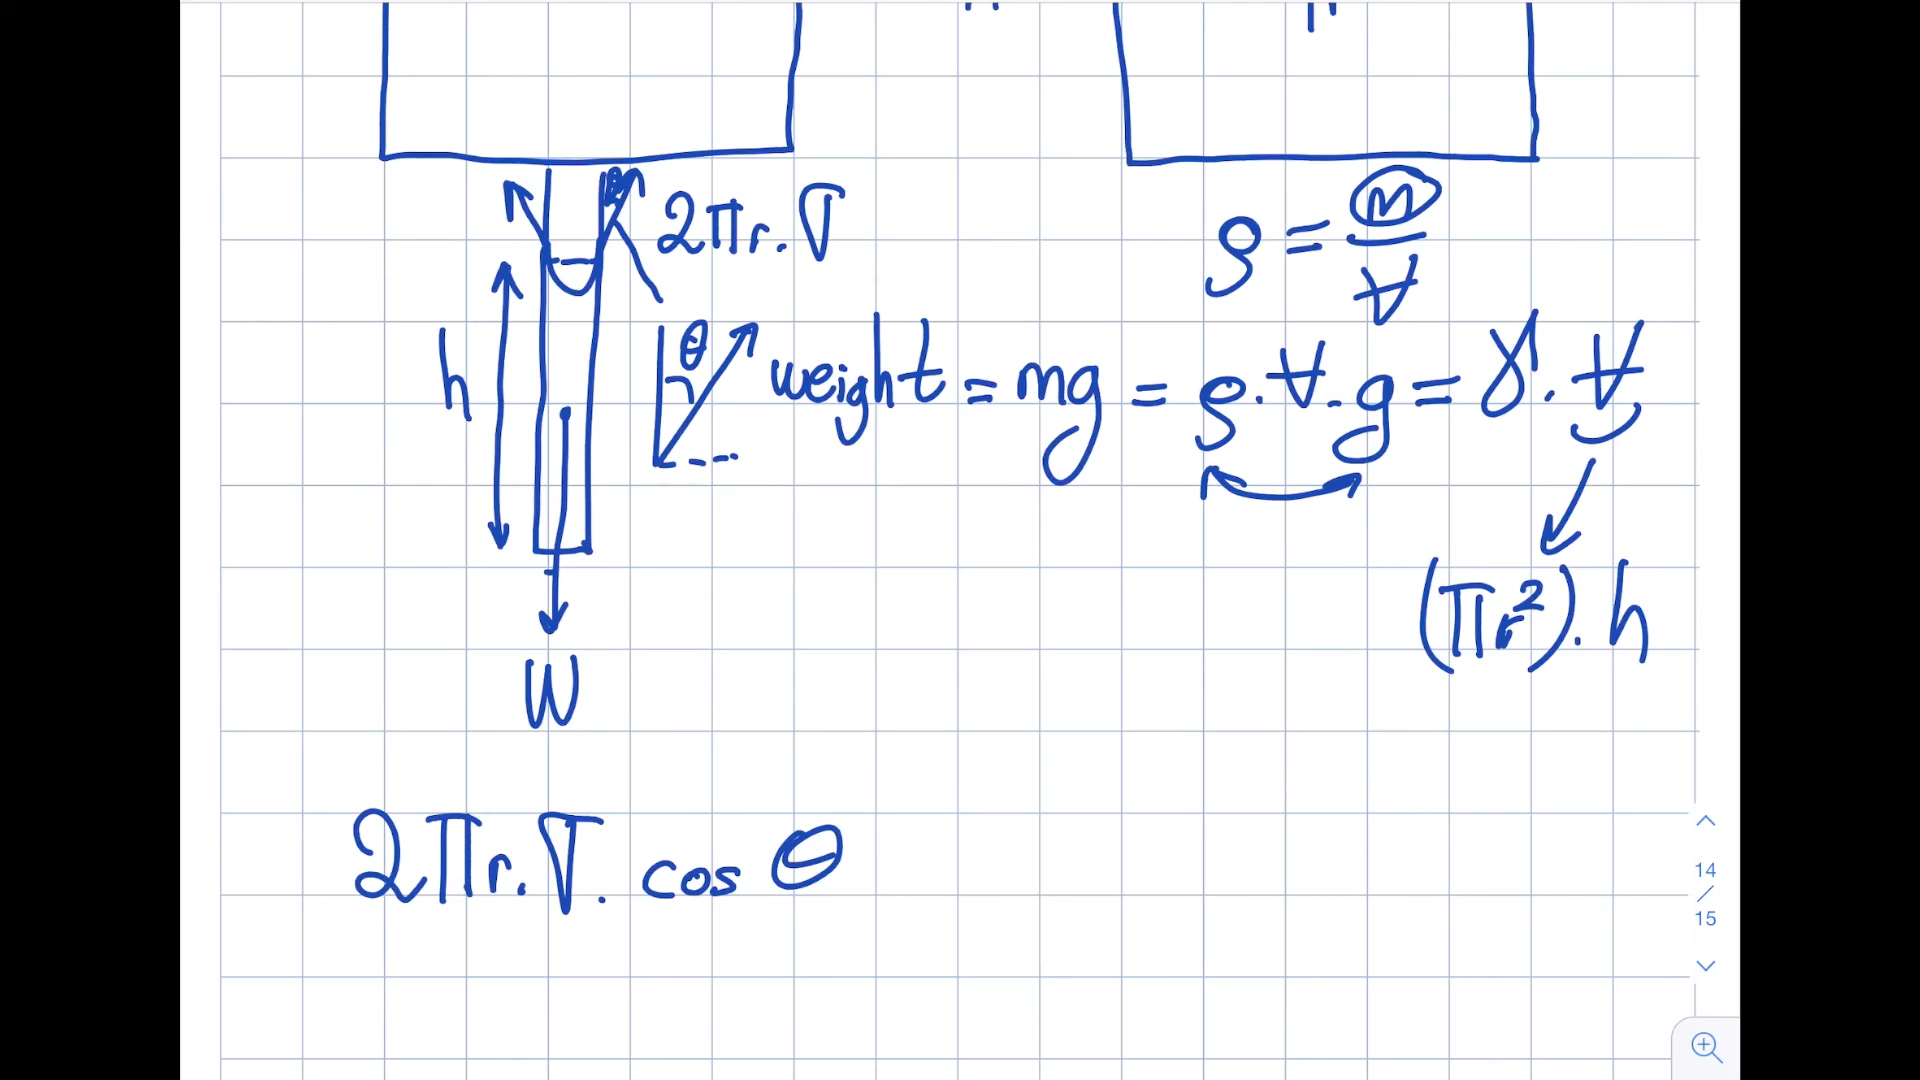 2πr.∇
ρ = m / V
h
θ
weight = mg = ρ.V.g = γ.V
(πr²).h
W
2πr.∇.cos θ
14
/
15